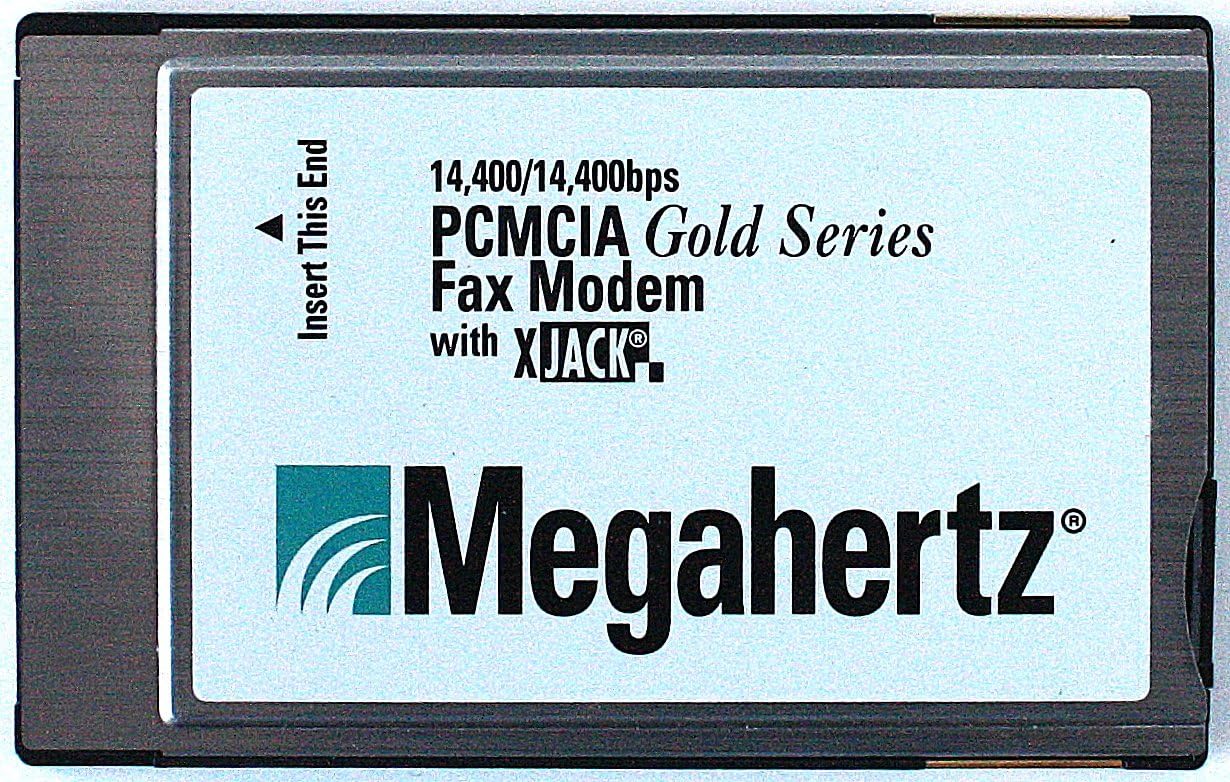 Insert This End
14,400/14,400bps
PCMCIA Gold Series
Fax Modem
with XJACK®
Megahertz®